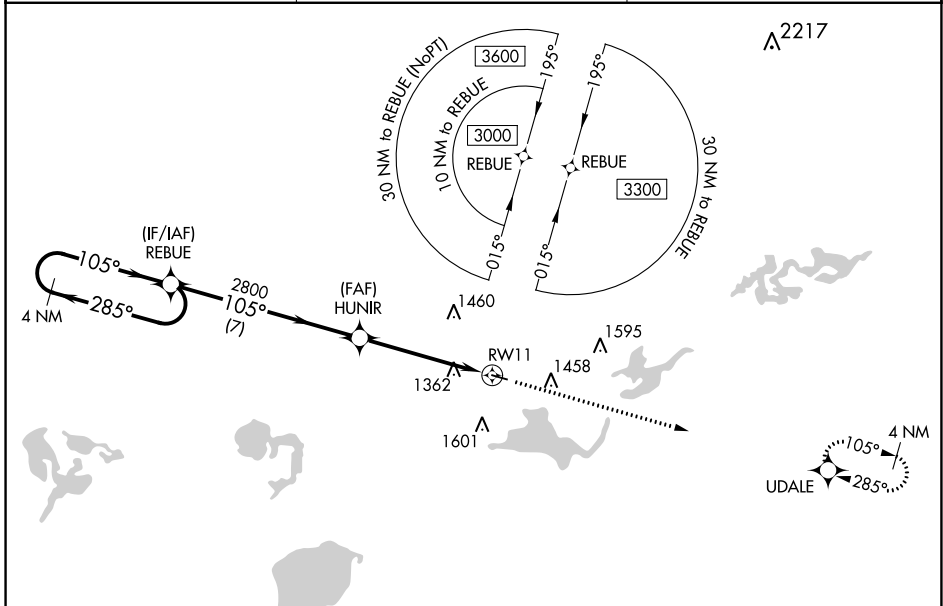 2217
30 NM to REBUE (NoPT)
3600
195°
10 NM to REBUE
3000
REBUE
015°
195°
REBUE
3300
30 NM to REBUE
015°
(IF/IAF)
REBUE
105°
285°
4 NM
2800
105°
(7)
(FAF)
HUNIR
1460
1595
RW11
1362
1458
1601
4 NM
105°
285°
UDALE